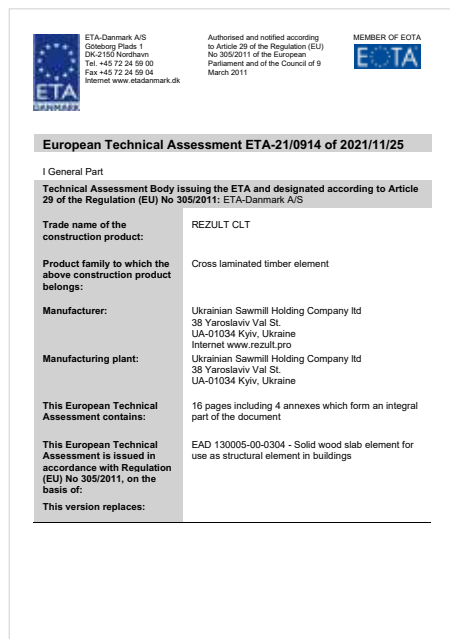 ETA
DANMARK
ETA-Danmark A/S
Göteborg Plads 1
DK-2150 Nordhavn
Tel. +45 72 24 59 00
Fax +45 72 24 59 04
Internet www.etadanmark.dk
Authorised and notified according
to Article 29 of the Regulation (EU)
No 305/2011 of the European
Parliament and of the Council of 9
March 2011
MEMBER OF EOTA
EOTA
European Technical Assessment ETA-21/0914 of 2021/11/25
I General Part
Technical Assessment Body issuing the ETA and designated according to Article
29 of the Regulation (EU) No 305/2011: ETA-Danmark A/S
Trade name of the
construction product:
REZULT CLT
Product family to which the
above construction product
belongs:
Cross laminated timber element
Manufacturer:
Ukrainian Sawmill Holding Company ltd
38 Yaroslaviv Val St.
UA-01034 Kyiv, Ukraine
Internet www.rezult.pro
Manufacturing plant:
Ukrainian Sawmill Holding Company ltd
38 Yaroslaviv Val St.
UA-01034 Kyiv, Ukraine
This European Technical
Assessment contains:
16 pages including 4 annexes which form an integral
part of the document
This European Technical
Assessment is issued in
accordance with Regulation
(EU) No 305/2011, on the
basis of:
EAD 130005-00-0304 - Solid wood slab element for
use as structural element in buildings
This version replaces: